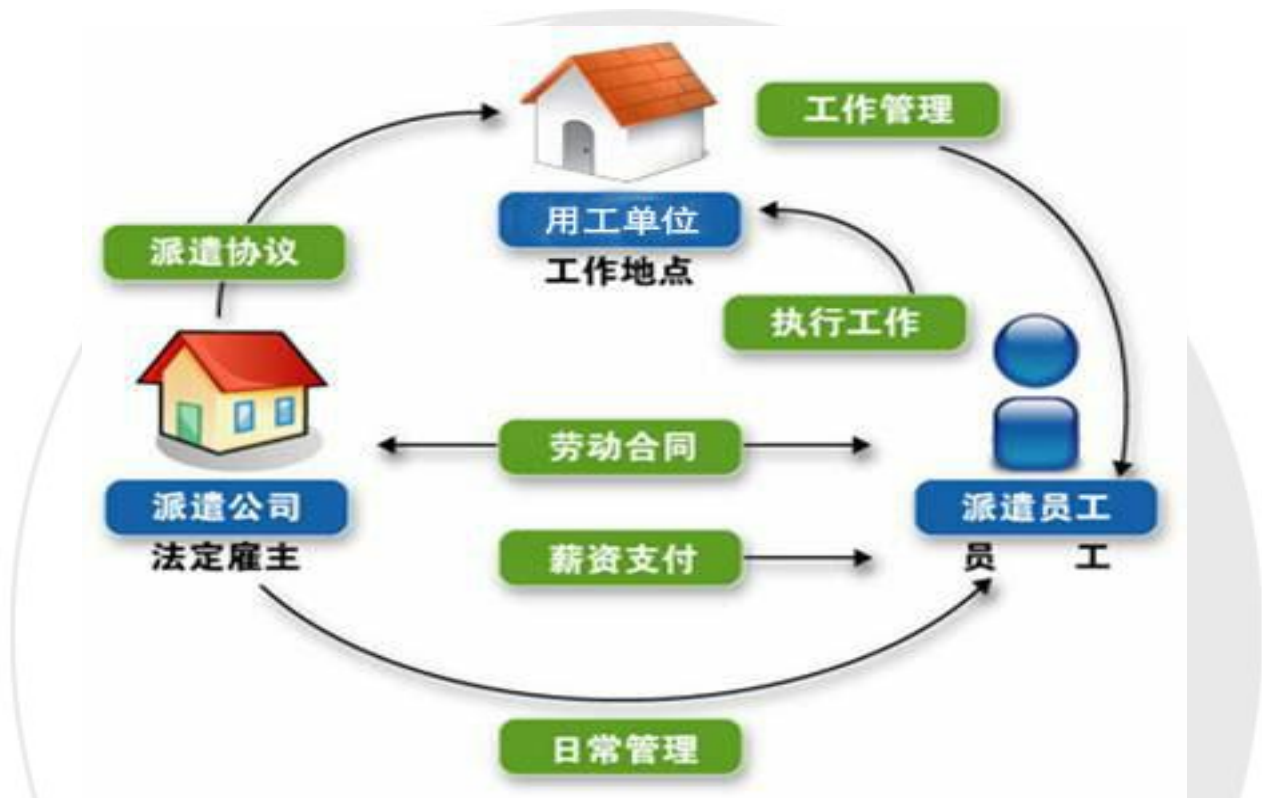 工作管理
用工单位
工作地点
派遣协议
执行工作
劳动合同
派遣公司
法定雇主
派遣员工
员 工
薪资支付
日常管理